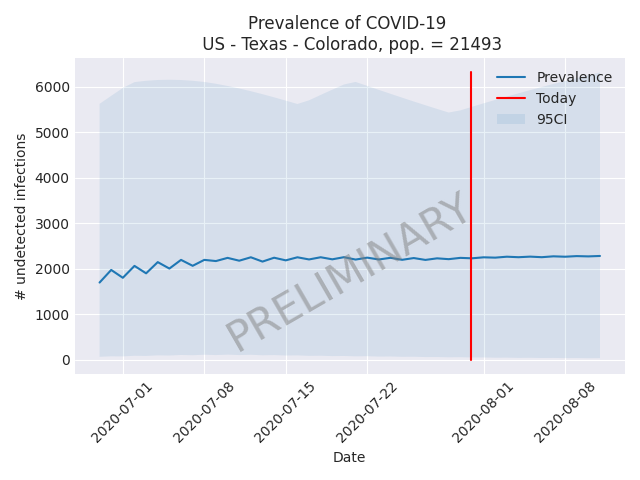 Prevalence of COVID-19
US - Texas - Colorado, pop. = 21493
Prevalence
Today
95CI
# undetected infections
6000
5000
4000
3000
2000
1000
0
PRELIMINARY
2020-07-01
2020-07-08
2020-07-15
2020-07-22
2020-08-01
2020-08-08
Date